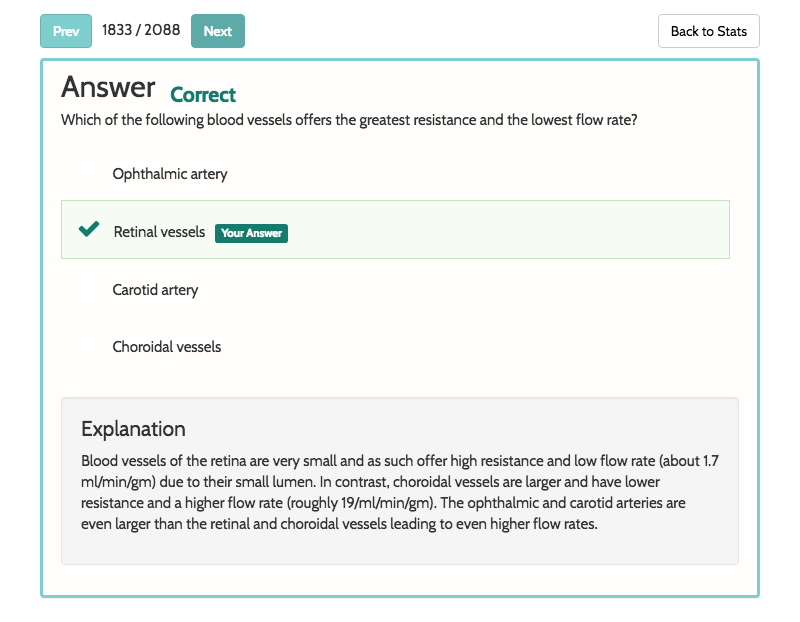 Prev 1833 / 2088 Next Back to Stats
Answer Correct
Which of the following blood vessels offers the greatest resistance and the lowest flow rate?
Ophthalmic artery
Retinal vessels Your Answer
Carotid artery
Choroidal vessels
Explanation
Blood vessels of the retina are very small and as such offer high resistance and low flow rate (about 1.7
ml/min/gm) due to their small lumen. In contrast, choroidal vessels are larger and have lower
resistance and a higher flow rate (roughly 19/ml/min/gm). The ophthalmic and carotid arteries are
even larger than the retinal and choroidal vessels leading to even higher flow rates.